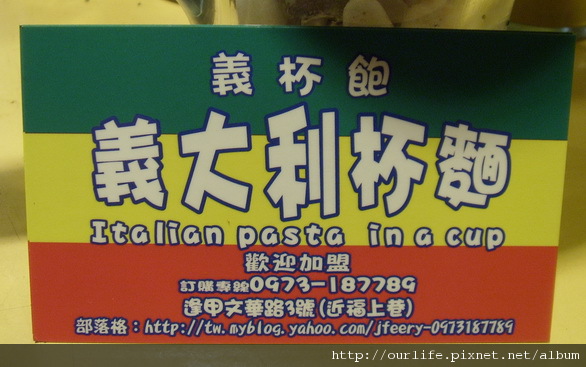 義杯飽
義大利杯麵
Italian pasta in a cup
歡迎加盟
訂購專線0973-187789
逢甲文華路3號(近福上巷)
部落格：http://tw.myblog.yahoo.com/jfeery-0973187789
http://ourlife.pixnet.net/album